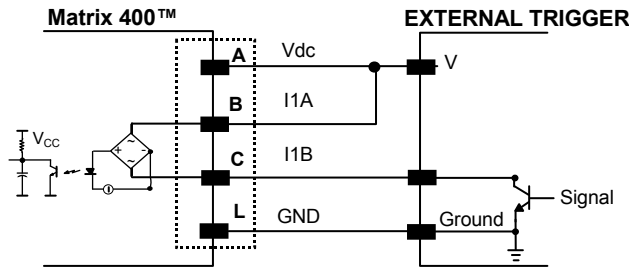 Matrix 400™
EXTERNAL TRIGGER
A
Vdc
V
B
I1A
VCC
+
~
-
~
C
I1B
Signal
L
GND
Ground